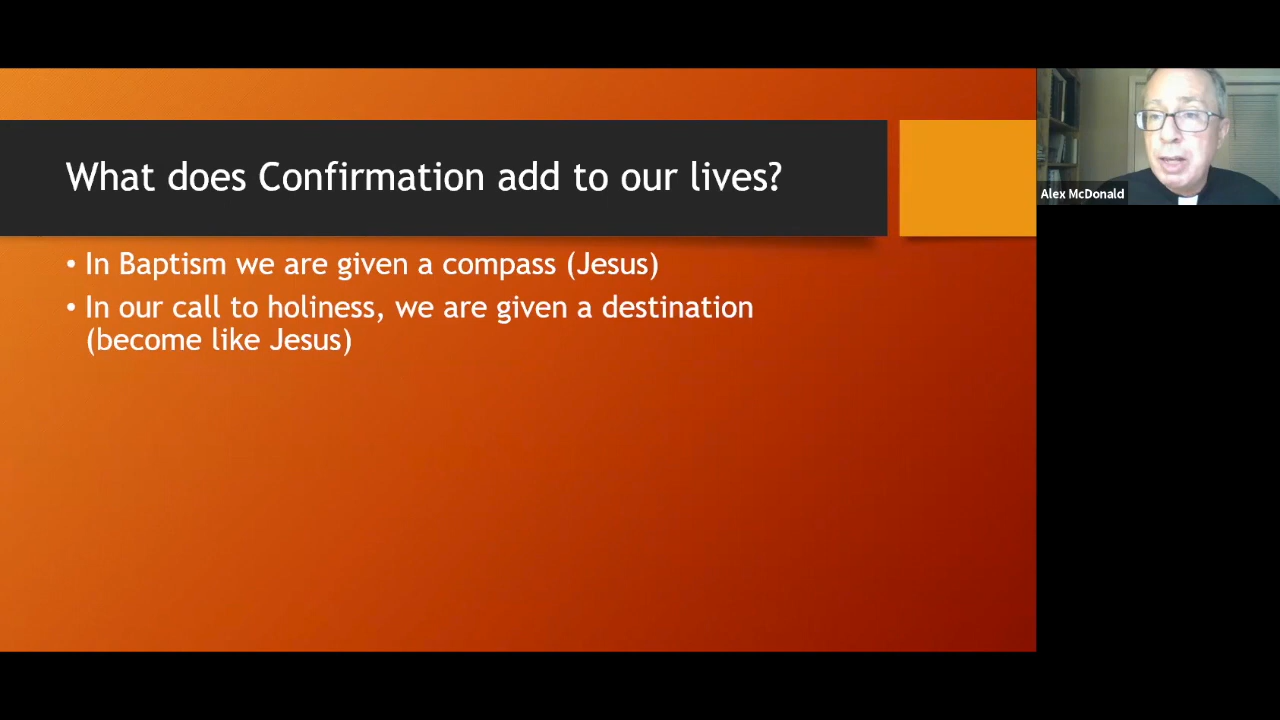 What does Confirmation add to our lives?
• In Baptism we are given a compass (Jesus)
• In our call to holiness, we are given a destination
(become like Jesus)
Alex McDonald